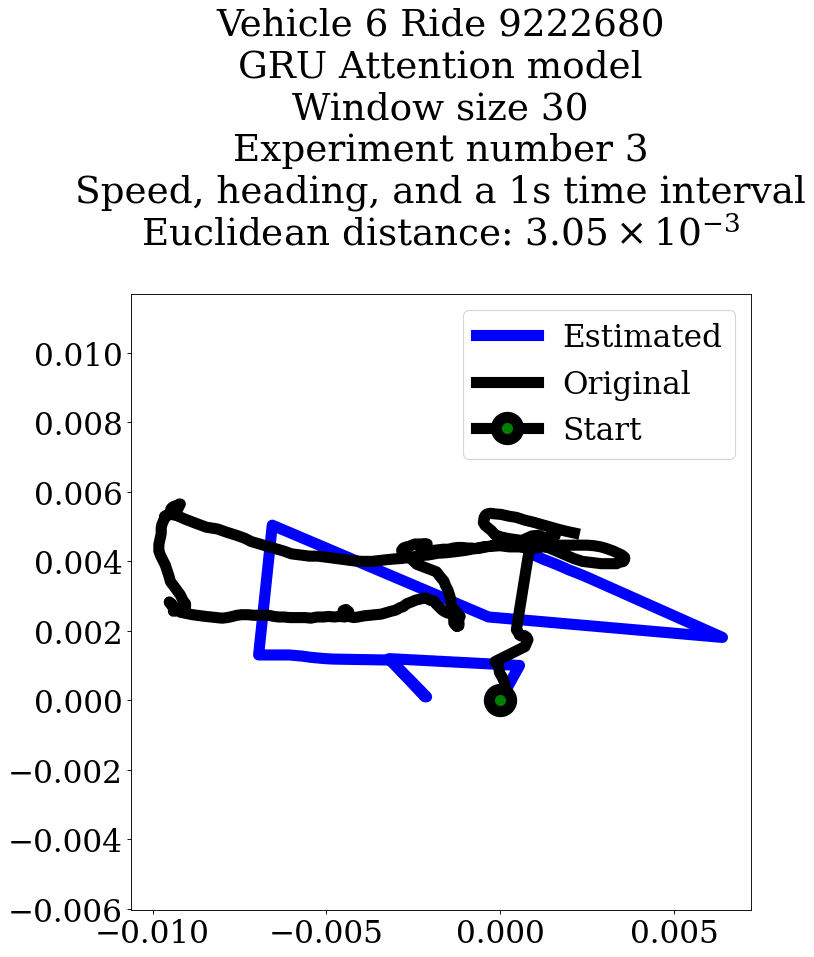 Vehicle 6 Ride 9222680
GRU Attention model
Window size 30
Experiment number 3
Speed, heading, and a 1s time interval
Euclidean distance: 3.05 × 10⁻³
Estimated
Original
Start
0.010
0.008
0.006
0.004
0.002
0.000
−0.002
−0.004
−0.006
−0.010 −0.005 0.000 0.005